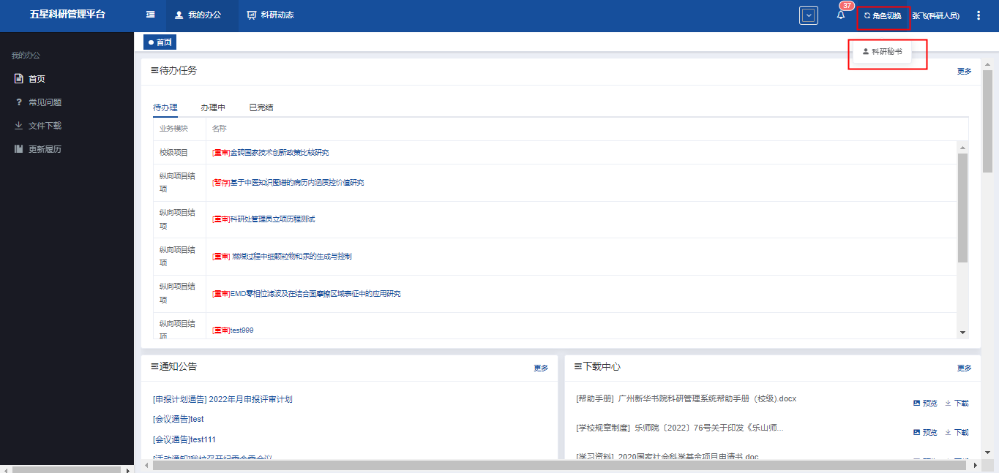 五星科研管理平台
我的办公
科研动态
37
角色切换
张飞(科研人员)
科研秘书
我的办公
首页
常见问题
文件下载
更新履历
首页
待办任务
更多
待办理
办理中
已完结
业务模块
名称
校级项目
[重审]金砖国家技术创新政策比较研究
纵向项目结
项
[暂存]基于中医知识图谱的病历内涵质控价值研究
纵向项目结
项
[重审]科研处管理员立项历程测试
纵向项目结
项
[重审] 燃煤过程中细颗粒物和汞的生成与控制
纵向项目结
项
[重审]EMD零相位滤波及在结合面摩擦区域表征中的应用研究
纵向项目结
项
[重审]test999
通知公告
更多
[申报计划通告] 2022年月申报评审计划
[会议通告]test
[会议通告]test111
[活动通知]我校召开纪委全委会议
下载中心
更多
[帮助手册] 广州新华书院科研管理系统帮助手册（校级).docx
预览
下载
[学校规章制度] 乐师院〔2022〕76号关于印发《乐山师...
预览
下载
[学习资料] 2020国家社会科学基金项目申请书.doc